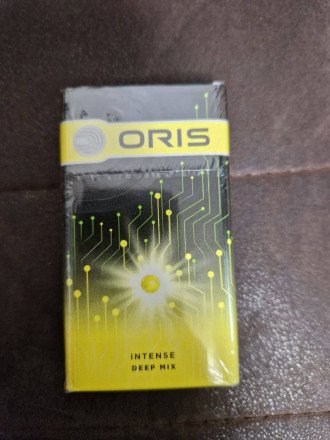 ORIS
INTENSE
DEEP MIX